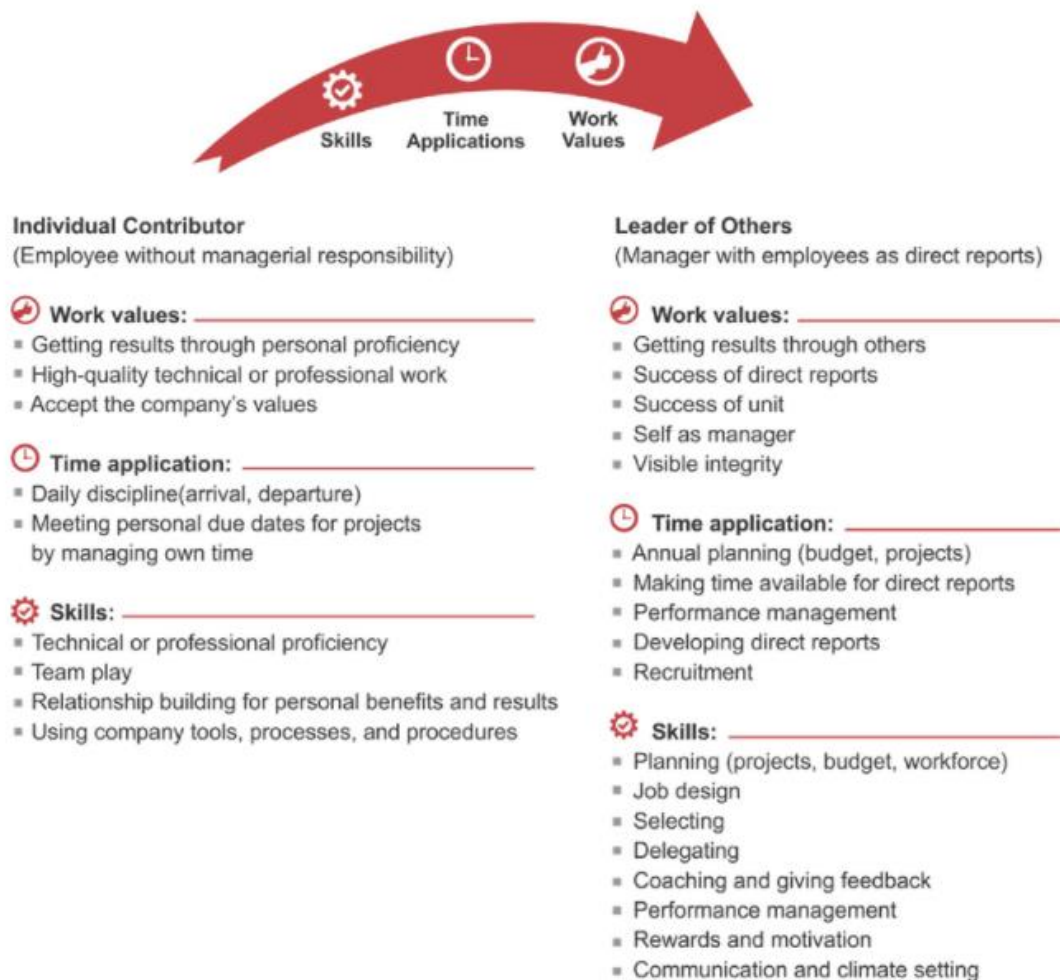 Skills
Time
Applications
Work
Values
Individual Contributor
(Employee without managerial responsibility)
Work values:
▪ Getting results through personal proficiency
▪ High-quality technical or professional work
▪ Accept the company's values
Time application:
▪ Daily discipline(arrival, departure)
▪ Meeting personal due dates for projects
by managing own time
Skills:
▪ Technical or professional proficiency
▪ Team play
▪ Relationship building for personal benefits and results
▪ Using company tools, processes, and procedures
Leader of Others
(Manager with employees as direct reports)
Work values:
▪ Getting results through others
▪ Success of direct reports
▪ Success of unit
▪ Self as manager
▪ Visible integrity
Time application:
▪ Annual planning (budget, projects)
▪ Making time available for direct reports
▪ Performance management
▪ Developing direct reports
▪ Recruitment
Skills:
▪ Planning (projects, budget, workforce)
▪ Job design
▪ Selecting
▪ Delegating
▪ Coaching and giving feedback
▪ Performance management
▪ Rewards and motivation
▪ Communication and climate setting